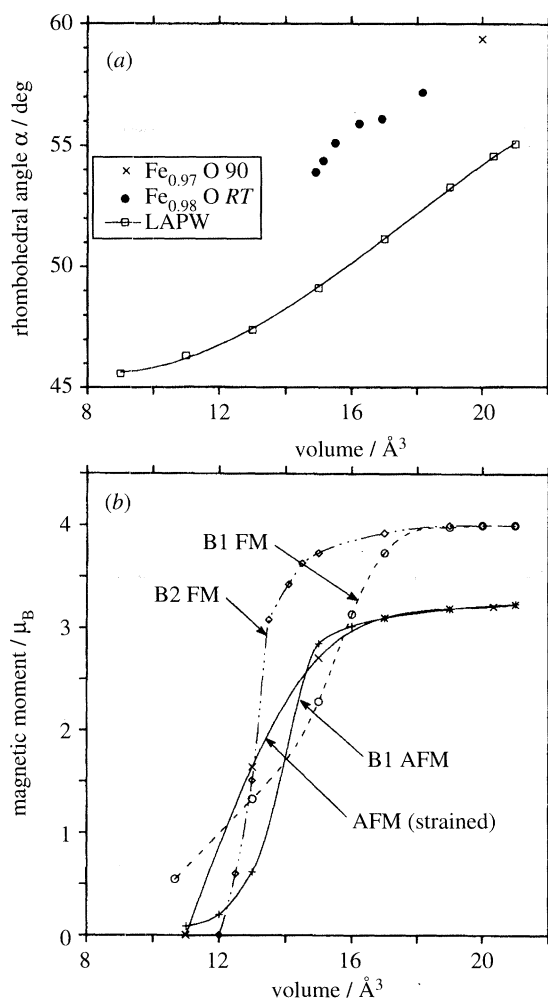 60
(a)
55
× Fe0.97 O 90
● Fe0.98 O RT
LAPW
50
45
8
12
16
20
rhombohedral angle α / deg
volume / Å3
(b)
4
B1 FM
B2 FM
3
2
B1 AFM
AFM (strained)
1
0
8
12
16
20
magnetic moment / μB
volume / Å3